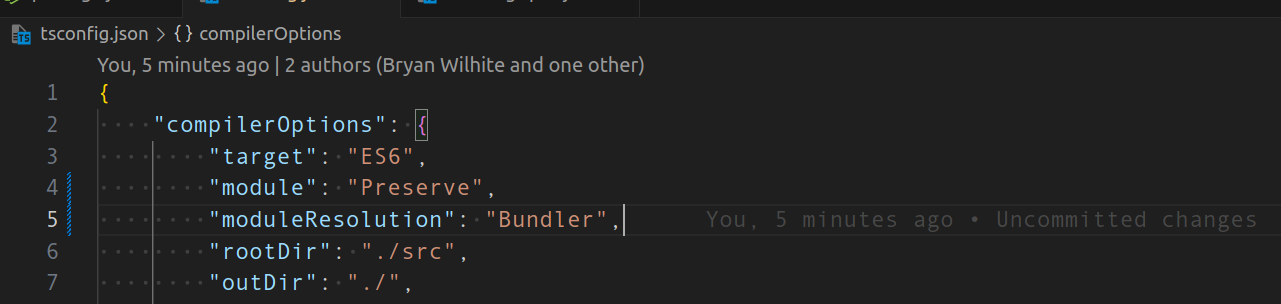 tsconfig.json > {} compilerOptions
You, 5 minutes ago | 2 authors (Bryan Wilhite and one other)
1 {
2 "compilerOptions": {
3 "target": "ES6",
4 "module": "Preserve",
5 "moduleResolution": "Bundler", You, 5 minutes ago • Uncommitted changes
6 "rootDir": "./src",
7 "outDir": "./",